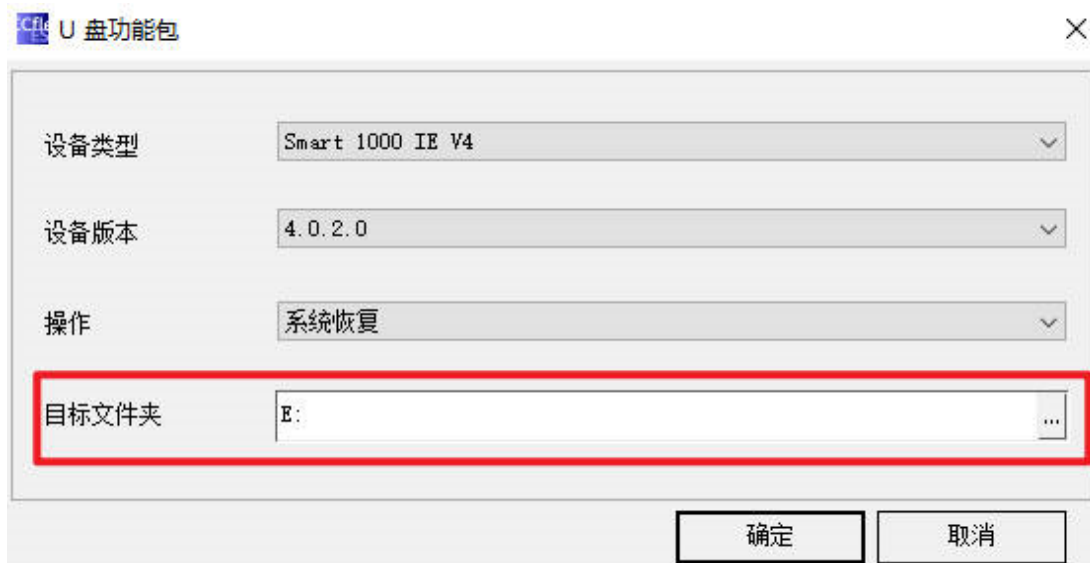 U 盘功能包
设备类型 Smart 1000 IE V4
设备版本 4.0.2.0
操作 系统恢复
目标文件夹 E: ...
确定 取消